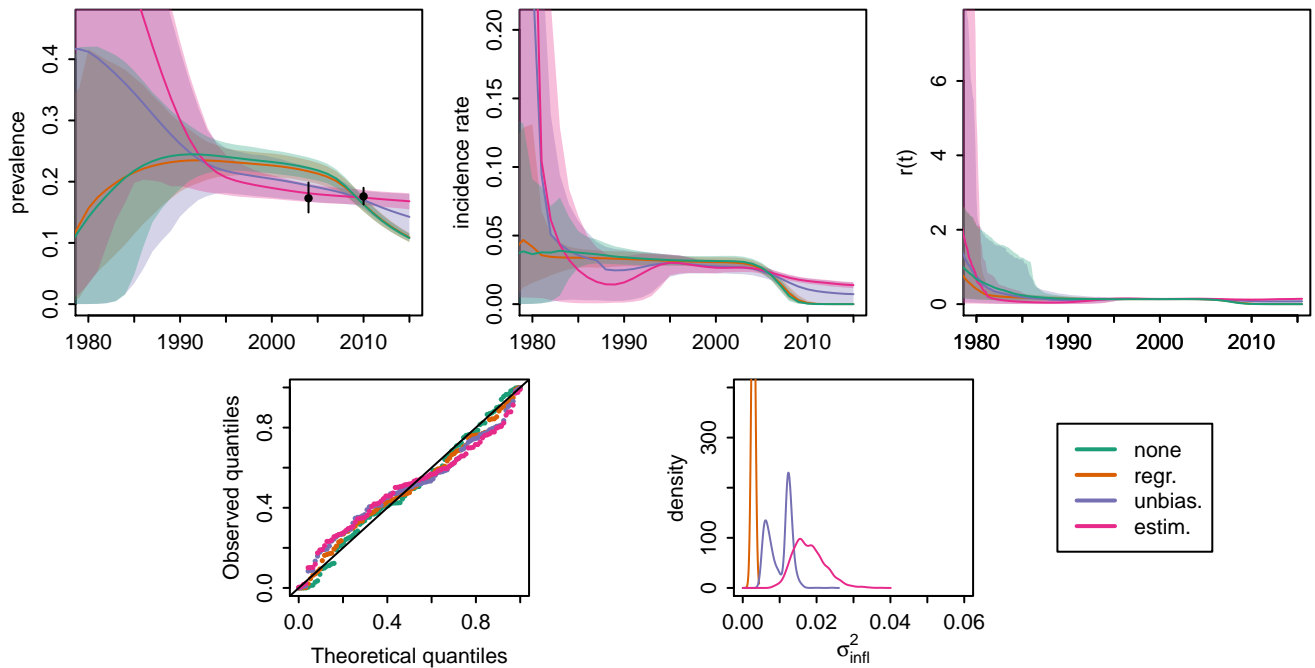 prevalence
0.0 0.1 0.2 0.3 0.4
1980 1990 2000 2010
incidence rate
0.00 0.05 0.10 0.15 0.20
1980 1990 2000 2010
r(t)
0 2 4 6
1980 1990 2000 2010
Observed quantiles
0.0 0.4 0.8
0.0 0.4 0.8
Theoretical quantiles
density
0 100 300
0.00 0.02 0.04 0.06
σ²infl
none
regr.
unbias.
estim.